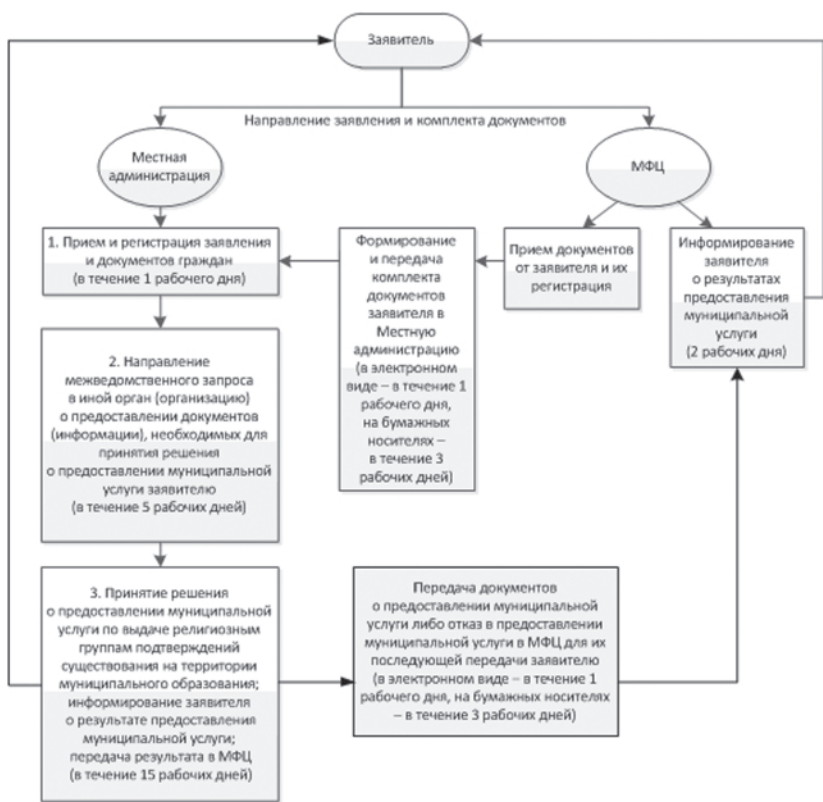 Заявитель
Направление заявления и комплекта документов
Местная
администрация
МФЦ
1. Прием и регистрация заявления
и документов граждан
(в течение 1 рабочего дня)
Формирование
и передача
комплекта
документов
заявителя в
Местную
администрацию
(в электронном
виде – в течение 1
рабочего дня,
на бумажных
носителях –
в течение 3
рабочих дней)
Прием документов
от заявителя и их
регистрация
Информирование
заявителя
о результатах
предоставления
муниципальной
услуги
(2 рабочих дня)
2. Направление
межведомственного запроса
в иной орган (организацию)
о предоставлении документов
(информации), необходимых для
принятия решения
о предоставлении муниципальной
услуги заявителю
(в течение 5 рабочих дней)
3. Принятие решения
о предоставлении муниципальной
услуги по выдаче религиозным
группам подтверждений
существования на территории
муниципального образования;
информирование заявителя
о результате предоставления
муниципальной услуги;
передача результата в МФЦ
(в течение 15 рабочих дней)
Передача документов
о предоставлении муниципальной
услуги либо отказ в предоставлении
муниципальной услуги в МФЦ для их
последующей передачи заявителю
(в электронном виде – в течение 1
рабочего дня, на бумажных носителях
– в течение 3 рабочих дней)